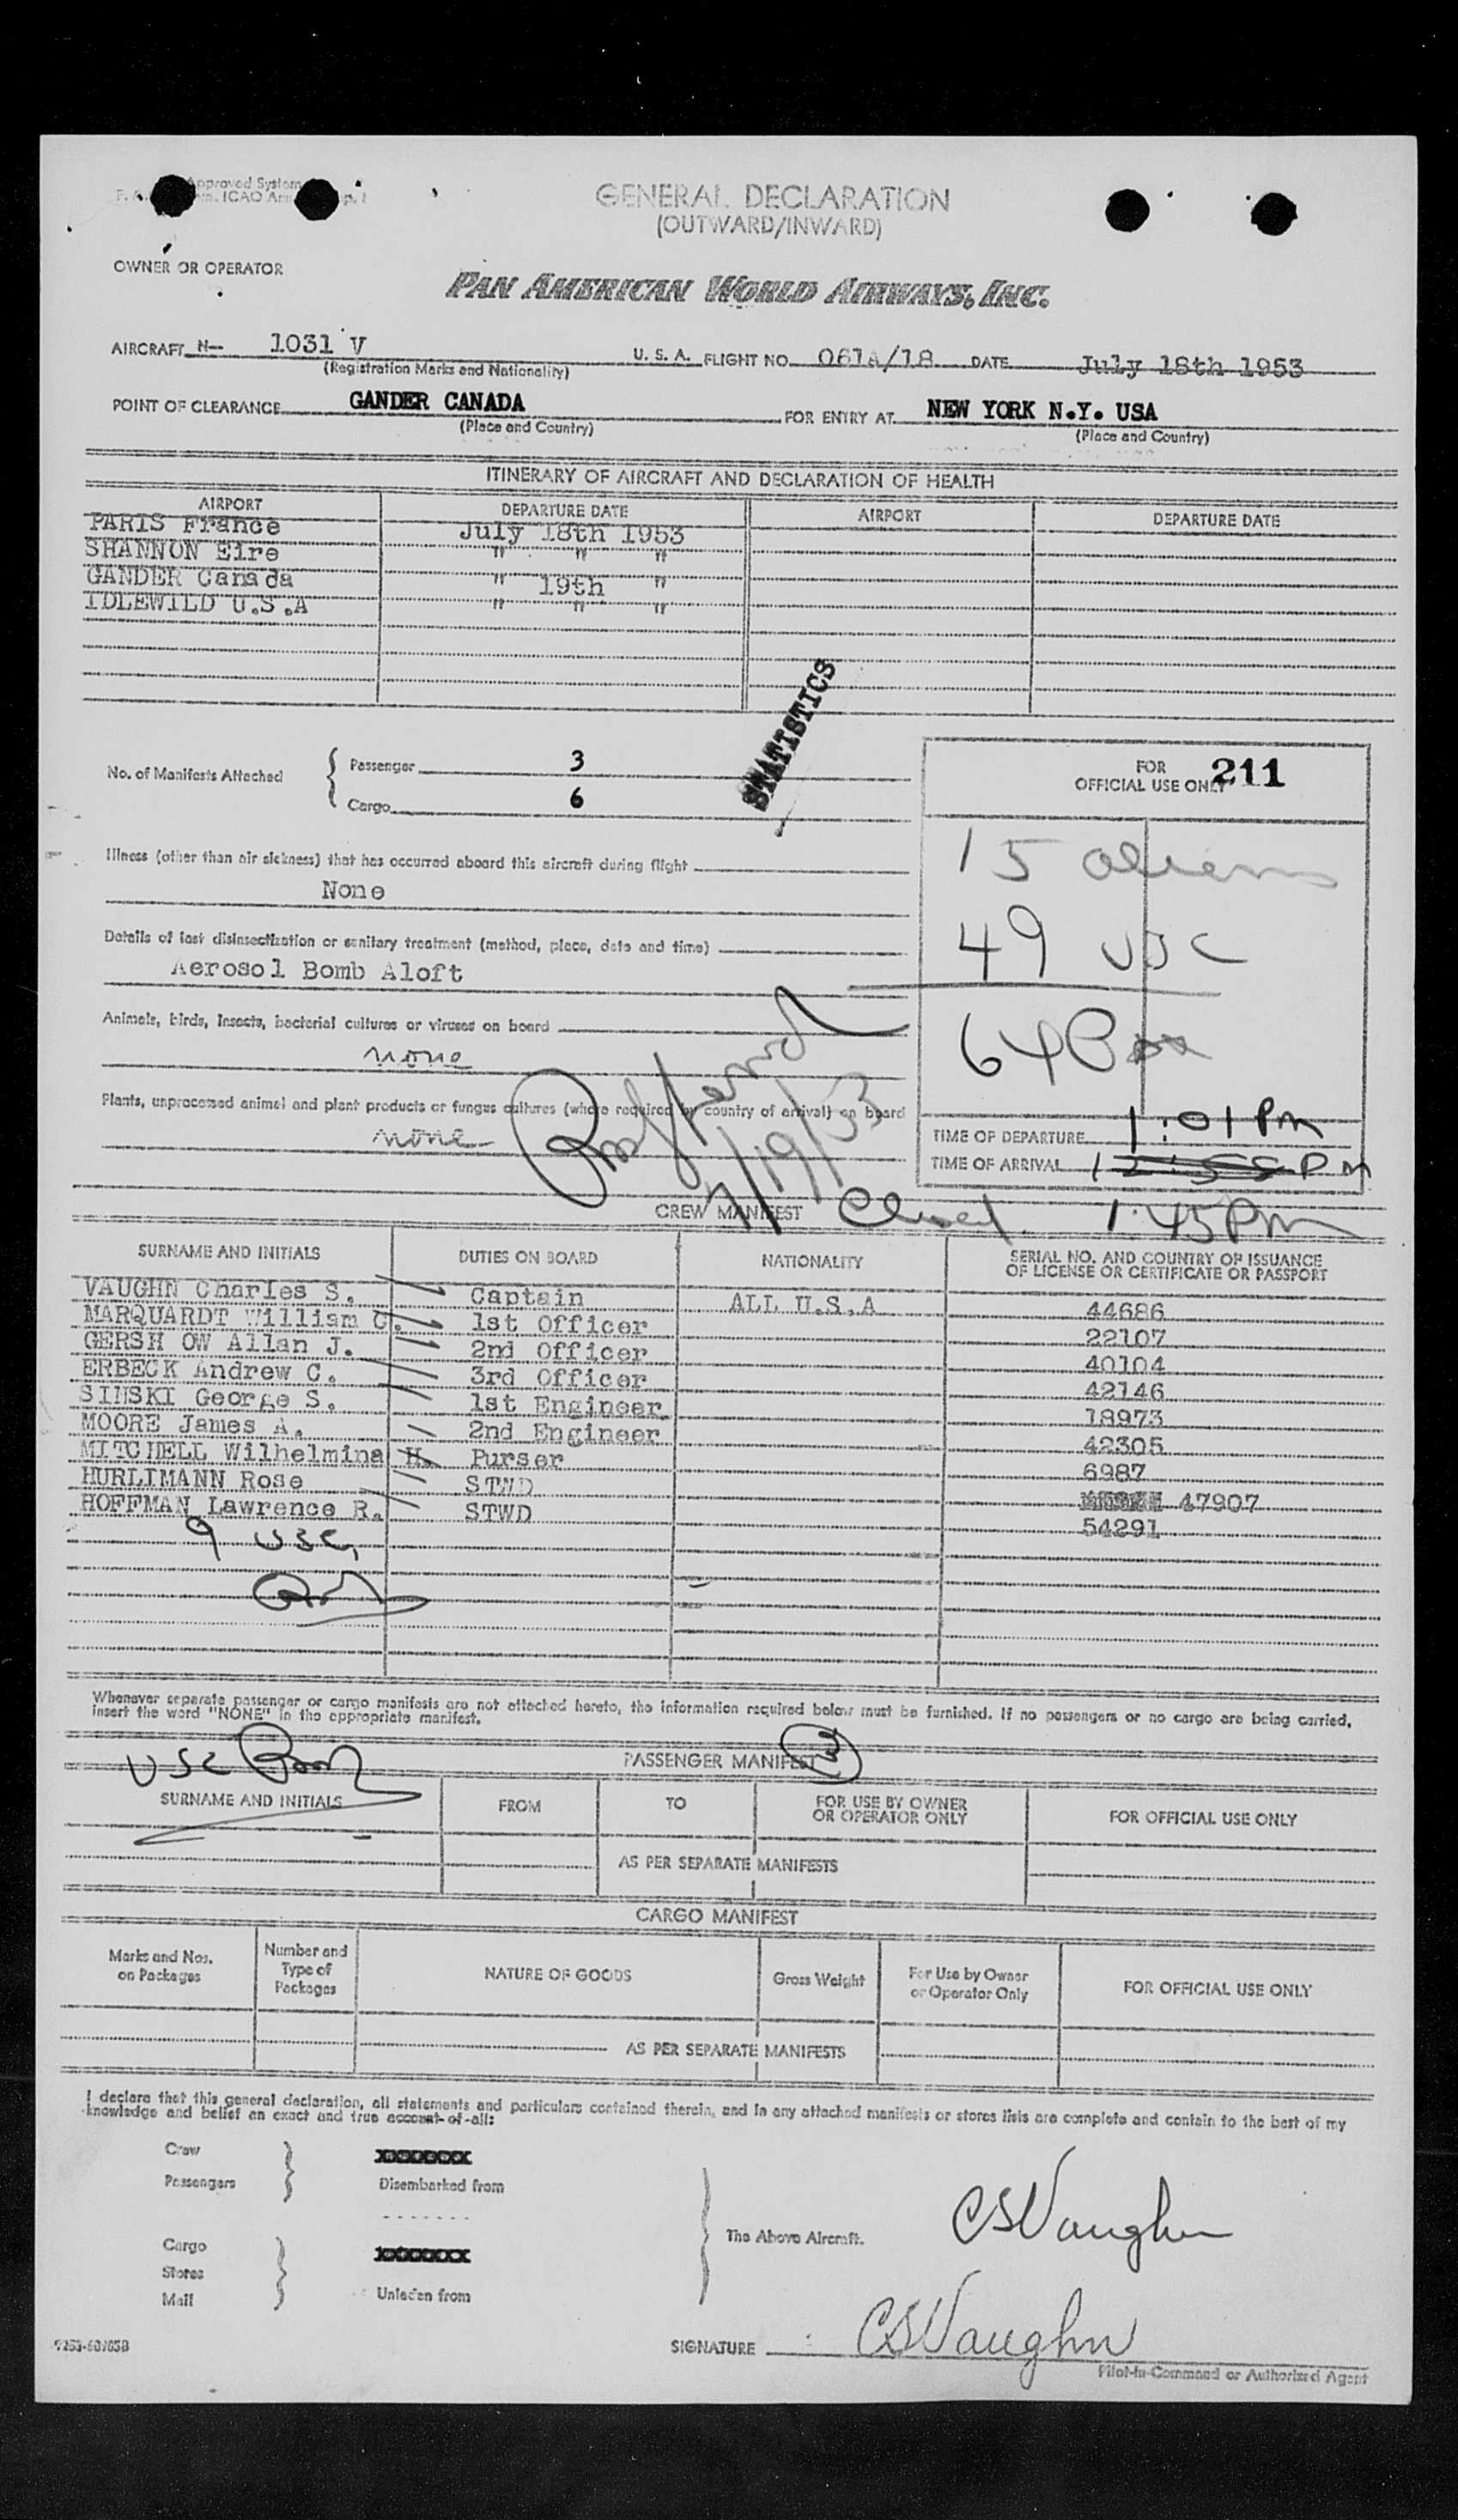 Approved System
GENERAL DECLARATION
(OUTWARD/INWARD)
OWNER OR OPERATOR
PAN AMERICAN WORLD AIRWAYS, INC.
AIRCRAFT N- 1031 V U. S. A. FLIGHT NO. 061A/18 DATE July 18th 1953
(Registration Marks and Nationality)
POINT OF CLEARANCE GANDER CANADA FOR ENTRY AT NEW YORK N.Y. USA
(Place and Country) (Place and Country)
ITINERARY OF AIRCRAFT AND DECLARATION OF HEALTH
AIRPORT DEPARTURE DATE AIRPORT DEPARTURE DATE
PARIS France July 18th 1953
SHANNON Eire " " "
GANDER Canada " 19th "
IDLEWILD U.S.A " " "
STATISTICS
No. of Manifests Attached
Passenger 3
Cargo 6
FOR
OFFICIAL USE ONLY 211
15 aliens
49 USC
64
Illness (other than air sickness) that has occurred aboard this aircraft during flight
None
Details of last disinsectization or sanitary treatment (method, place, date and time)
Aerosol Bomb Aloft
Animals, birds, insects, bacterial cultures or viruses on board
none
Plants, unprocessed animal and plant products or fungus cultures (where required by country of arrival) on board
none
7/19/53
TIME OF DEPARTURE 1:01 PM
TIME OF ARRIVAL 12:55 PM
CREW MANIFEST Closed 1:45 PM
SURNAME AND INITIALS DUTIES ON BOARD NATIONALITY SERIAL NO. AND COUNTRY OF ISSUANCE
OF LICENSE OR CERTIFICATE OR PASSPORT
VAUGHN Charles S. Captain ALL U.S.A 44686
MARQUARDT William C. 1st Officer 22107
GERSH OW Allan J. 2nd Officer 40104
ERBECK Andrew C. 3rd Officer 42146
SINSKI George S. 1st Engineer 18973
MOORE James A. 2nd Engineer 42305
MITCHELL Wilhelmina H. Purser 6987
HURLIMANN Rose STWD 47907
HOFFMAN Lawrence R. STWD 54291
9 USC,
Whenever separate passenger or cargo manifests are not attached hereto, the information required below must be furnished. If no passengers or no cargo are being carried,
insert the word "NONE" in the appropriate manifest.
USC
PASSENGER MANIFEST 3
SURNAME AND INITIALS FROM TO FOR USE BY OWNER
OR OPERATOR ONLY FOR OFFICIAL USE ONLY
AS PER SEPARATE MANIFESTS
CARGO MANIFEST
Marks and Nos.
on Packages Number and
Type of
Packages NATURE OF GOODS Gross Weight For Use by Owner
or Operator Only FOR OFFICIAL USE ONLY
AS PER SEPARATE MANIFESTS
I declare that this general declaration, all statements and particulars contained therein, and in any attached manifests or stores lists are complete and contain to the best of my
knowledge and belief an exact and true account of all:
Crew XXXXXXXX
Passengers Disembarked from
Cargo XXXXXXXX
Stores
Mail Unladen from
The Above Aircraft.
CSVaughn
SIGNATURE CSVaughn
Pilot-in-Command or Authorized Agent